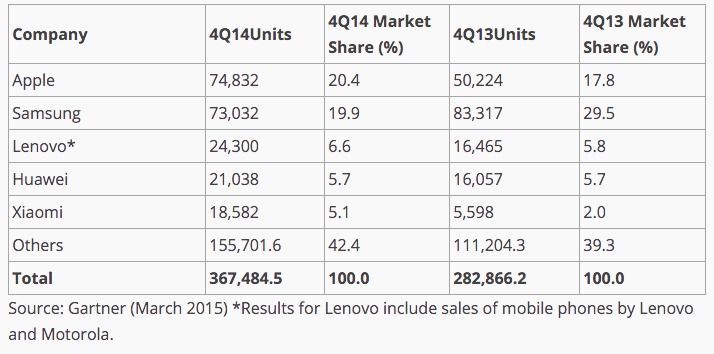 Company 4Q14Units 4Q14 Market Share (%) 4Q13Units 4Q13 Market Share (%)
Apple 74,832 20.4 50,224 17.8
Samsung 73,032 19.9 83,317 29.5
Lenovo* 24,300 6.6 16,465 5.8
Huawei 21,038 5.7 16,057 5.7
Xiaomi 18,582 5.1 5,598 2.0
Others 155,701.6 42.4 111,204.3 39.3
Total 367,484.5 100.0 282,866.2 100.0
Source: Gartner (March 2015) *Results for Lenovo include sales of mobile phones by Lenovo
and Motorola.